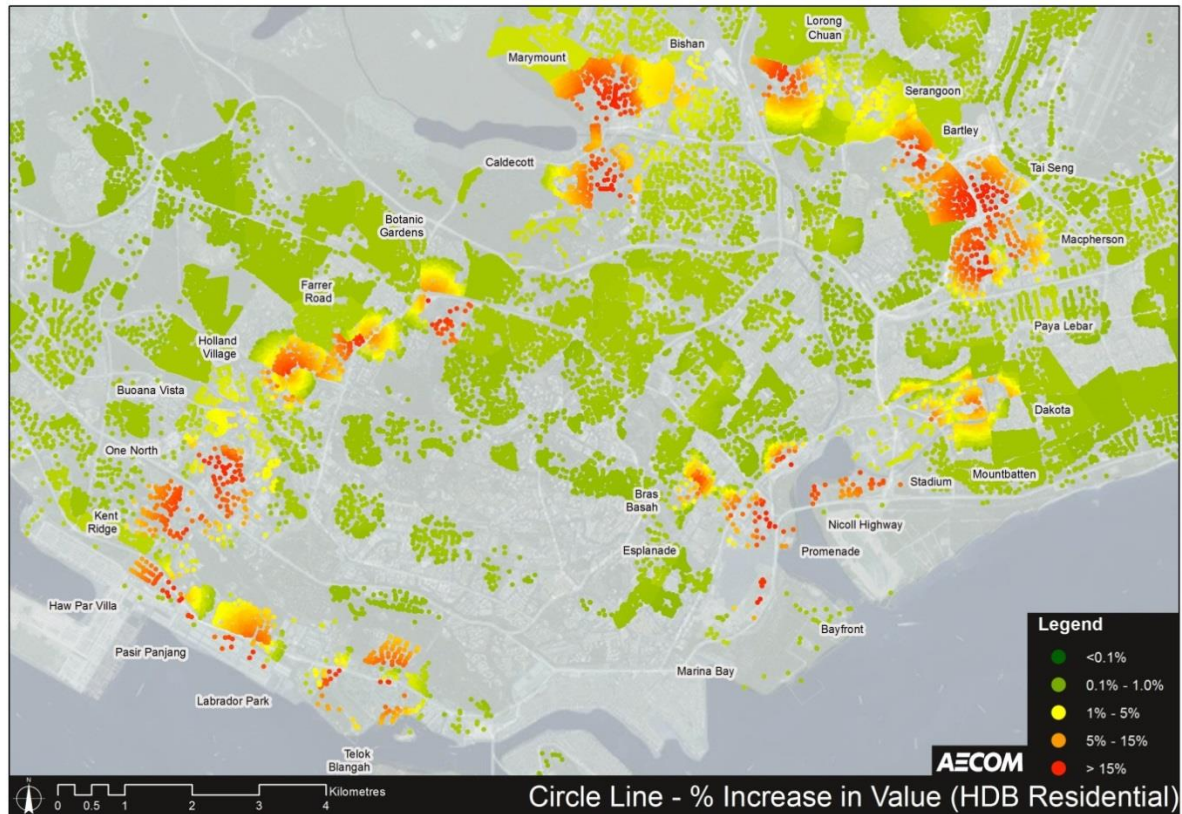 Lorong
Chuan
Bishan
Marymount
Serangoon
Bartley
Caldecott
Tai Seng
Botanic
Gardens
Macpherson
Farrer
Road
Paya Lebar
Holland
Village
Buoana Vista
Dakota
One North
Mountbatten
Stadium
Bras
Basah
Kent
Ridge
Nicoll Highway
Esplanade
Promenade
Haw Par Villa
Bayfront
Pasir Panjang
Marina Bay
Labrador Park
Telok
Blangah
Legend
<0.1%
0.1% - 1.0%
1% - 5%
5% - 15%
> 15%
AECOM
N
Kilometres
0 0.5 1 2 3 4
Circle Line - % Increase in Value (HDB Residential)